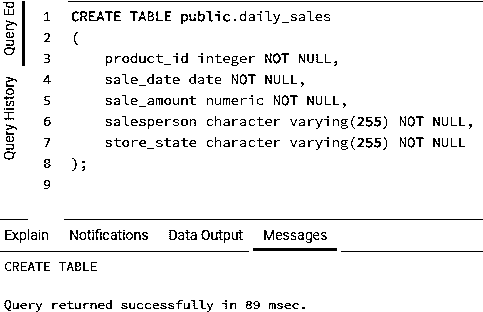 Query Ed
Query History
1 CREATE TABLE public.daily_sales
2 (
3 product_id integer NOT NULL,
4 sale_date date NOT NULL,
5 sale_amount numeric NOT NULL,
6 salesperson character varying(255) NOT NULL,
7 store_state character varying(255) NOT NULL
8 );
9
Explain Notifications Data Output Messages
CREATE TABLE
Query returned successfully in 89 msec.